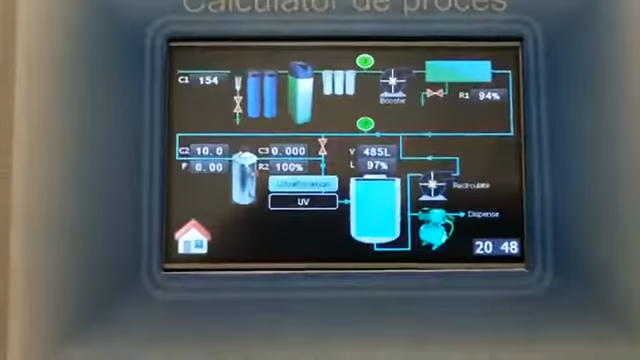 Calculator de proces
C1 154
Booster
R1 94%
C2 10.0 C3 0.000 V 485L
F 0.00 R2 100% L 97%
Recirculate
UV
Dispense
20 48